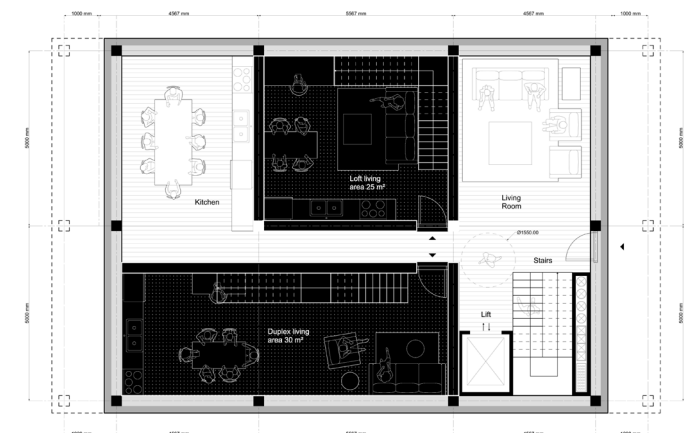 1000 mm
4567 mm
5567 mm
4567 mm
1000 mm
5000 mm
5000 mm
Loft living
area 25 m²
Kitchen
Living
Room
Ø1550.00
Stairs
Lift
Duplex living
area 30 m²
5000 mm
5000 mm